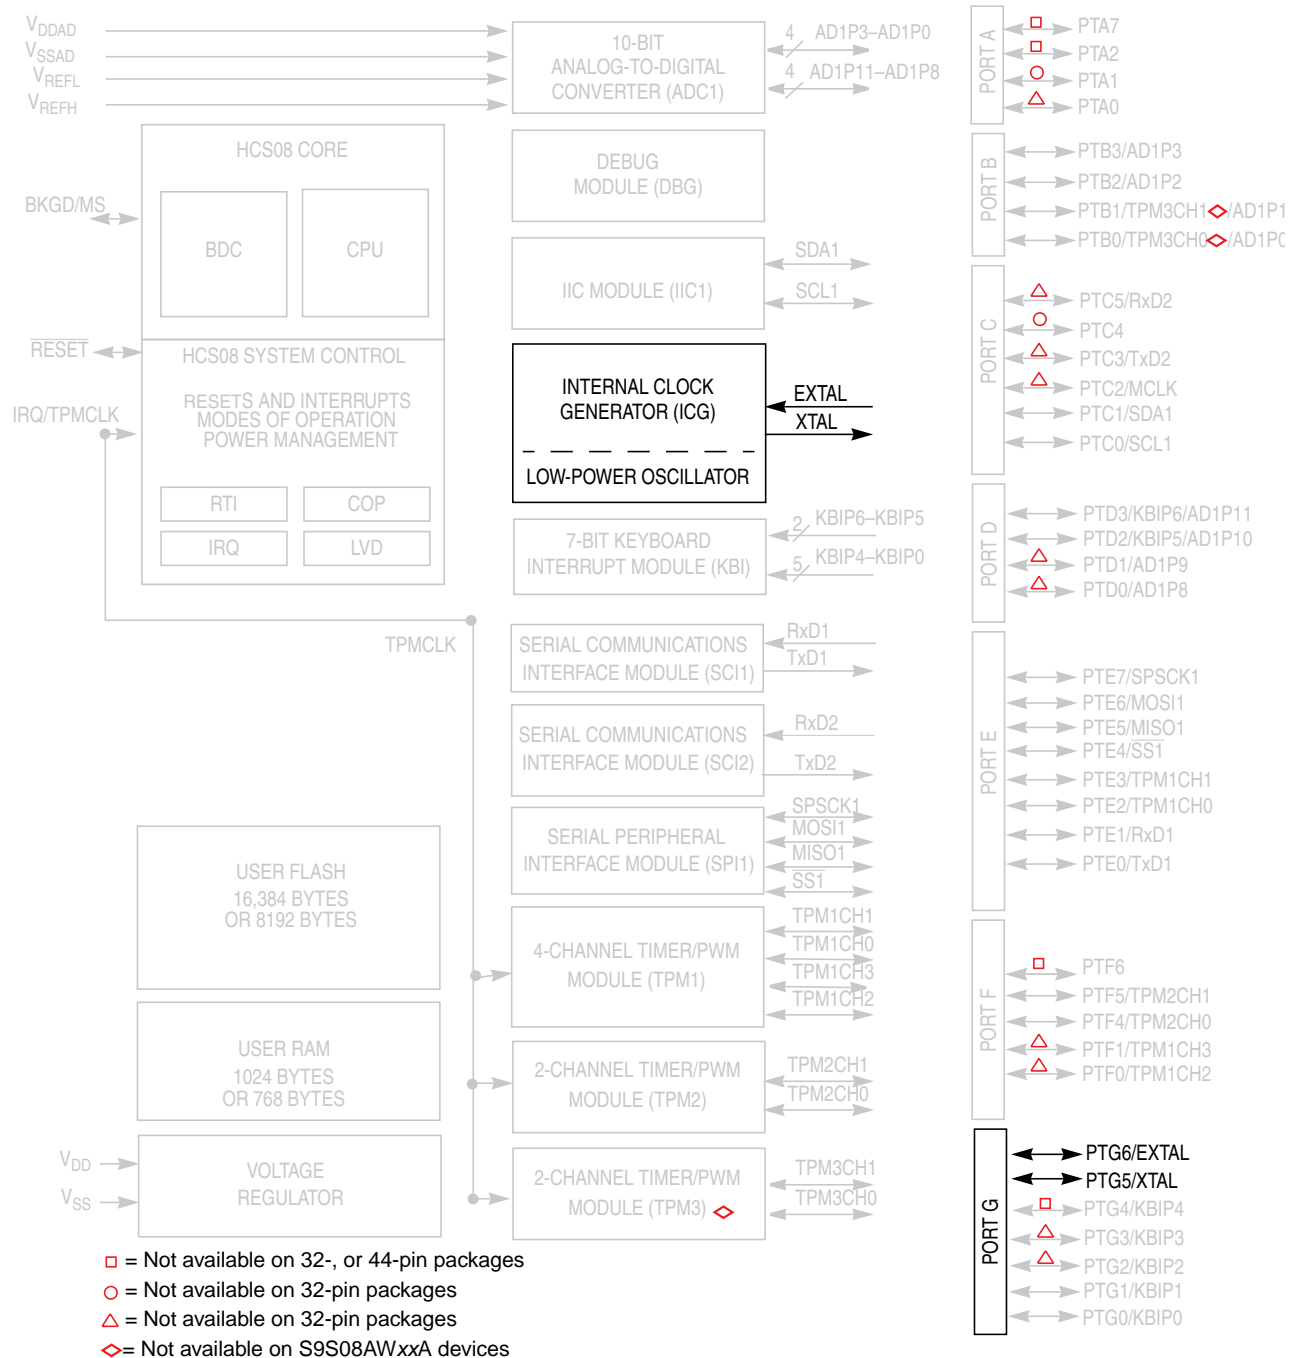 VDDAD
VSSAD
VREFL
VREFH
10-BIT
ANALOG-TO-DIGITAL
CONVERTER (ADC1)
4 AD1P3–AD1P0
4 AD1P11–AD1P8
HCS08 CORE
BDC
CPU
BKGD/MS
RESET
IRQ/TPMCLK
HCS08 SYSTEM CONTROL
RESETS AND INTERRUPTS
MODES OF OPERATION
POWER MANAGEMENT
RTI
COP
IRQ
LVD
TPMCLK
DEBUG
MODULE (DBG)
IIC MODULE (IIC1)
SDA1
SCL1
INTERNAL CLOCK
GENERATOR (ICG)
LOW-POWER OSCILLATOR
EXTAL
XTAL
7-BIT KEYBOARD
INTERRUPT MODULE (KBI)
2 KBIP6–KBIP5
5 KBIP4–KBIP0
SERIAL COMMUNICATIONS
INTERFACE MODULE (SCI1)
RxD1
TxD1
SERIAL COMMUNICATIONS
INTERFACE MODULE (SCI2)
RxD2
TxD2
SERIAL PERIPHERAL
INTERFACE MODULE (SPI1)
SPSCK1
MOSI1
MISO1
SS1
4-CHANNEL TIMER/PWM
MODULE (TPM1)
TPM1CH1
TPM1CH0
TPM1CH3
TPM1CH2
2-CHANNEL TIMER/PWM
MODULE (TPM2)
TPM2CH1
TPM2CH0
2-CHANNEL TIMER/PWM
MODULE (TPM3)
TPM3CH1
TPM3CH0
USER FLASH
16,384 BYTES
OR 8192 BYTES
USER RAM
1024 BYTES
OR 768 BYTES
VDD
VSS
VOLTAGE
REGULATOR
PORT A
PTA7
PTA2
PTA1
PTA0
PORT B
PTB3/AD1P3
PTB2/AD1P2
PTB1/TPM3CH1/AD1P1
PTB0/TPM3CH0/AD1P0
PORT C
PTC5/RxD2
PTC4
PTC3/TxD2
PTC2/MCLK
PTC1/SDA1
PTC0/SCL1
PORT D
PTD3/KBIP6/AD1P11
PTD2/KBIP5/AD1P10
PTD1/AD1P9
PTD0/AD1P8
PORT E
PTE7/SPSCK1
PTE6/MOSI1
PTE5/MISO1
PTE4/SS1
PTE3/TPM1CH1
PTE2/TPM1CH0
PTE1/RxD1
PTE0/TxD1
PORT F
PTF6
PTF5/TPM2CH1
PTF4/TPM2CH0
PTF1/TPM1CH3
PTF0/TPM1CH2
PORT G
PTG6/EXTAL
PTG5/XTAL
PTG4/KBIP4
PTG3/KBIP3
PTG2/KBIP2
PTG1/KBIP1
PTG0/KBIP0
= Not available on 32-, or 44-pin packages
= Not available on 32-pin packages
= Not available on 32-pin packages
= Not available on S9S08AWxxA devices